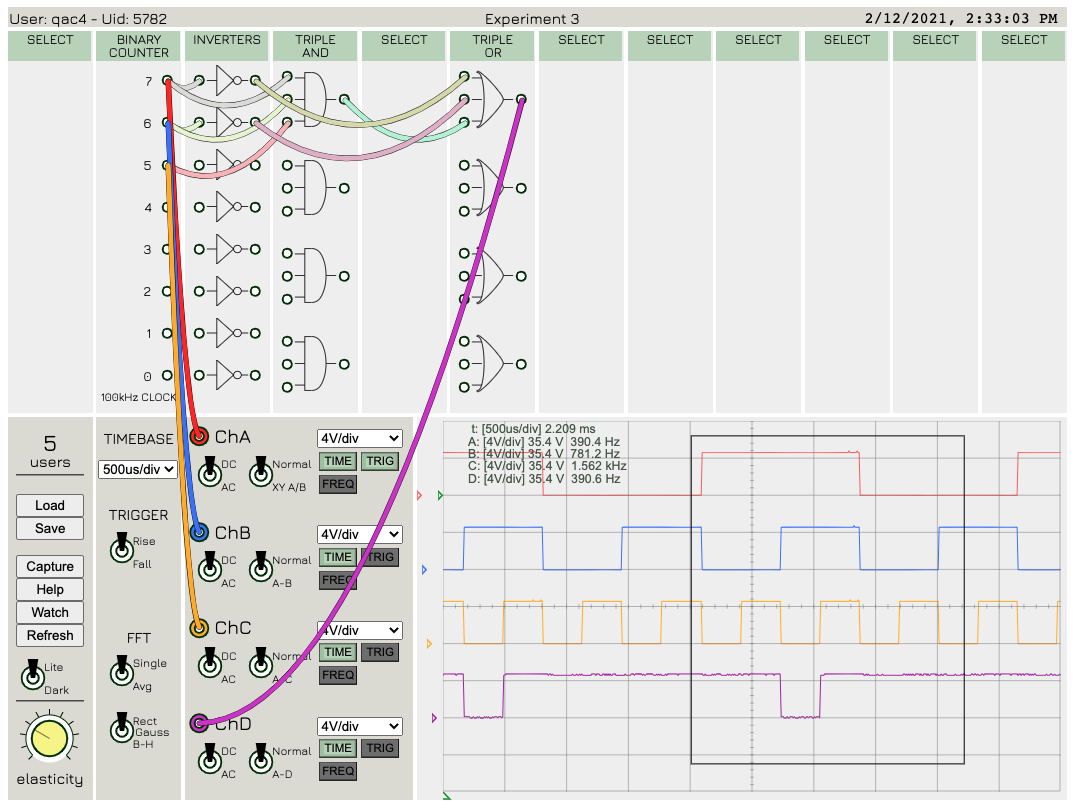 User: qac4 - Uid: 5782
Experiment 3
2/12/2021, 2:33:03 PM
SELECT
BINARY
COUNTER
INVERTERS
TRIPLE
AND
SELECT
TRIPLE
OR
SELECT
SELECT
SELECT
SELECT
SELECT
SELECT
7
6
5
4
3
2
1
0
100kHz CLOCK
5
users
Load
Save
Capture
Help
Watch
Refresh
Lite
Dark
elasticity
TIMEBASE
500us/div
TRIGGER
Rise
Fall
FFT
Single
Avg
Rect
Gauss
B-H
ChA
DC
AC
Normal
XY A/B
4V/div
TIME
TRIG
FREQ
ChB
DC
AC
Normal
A-B
4V/div
TIME
TRIG
FREQ
ChC
DC
AC
Normal
A-C
4V/div
TIME
TRIG
FREQ
ChD
DC
AC
Normal
A-D
4V/div
TIME
TRIG
FREQ
t: [500us/div] 2.209 ms
A: [4V/div] 35.4 V 390.4 Hz
B: [4V/div] 35.4 V 781.2 Hz
C: [4V/div] 35.4 V 1.562 kHz
D: [4V/div] 35.4 V 390.6 Hz